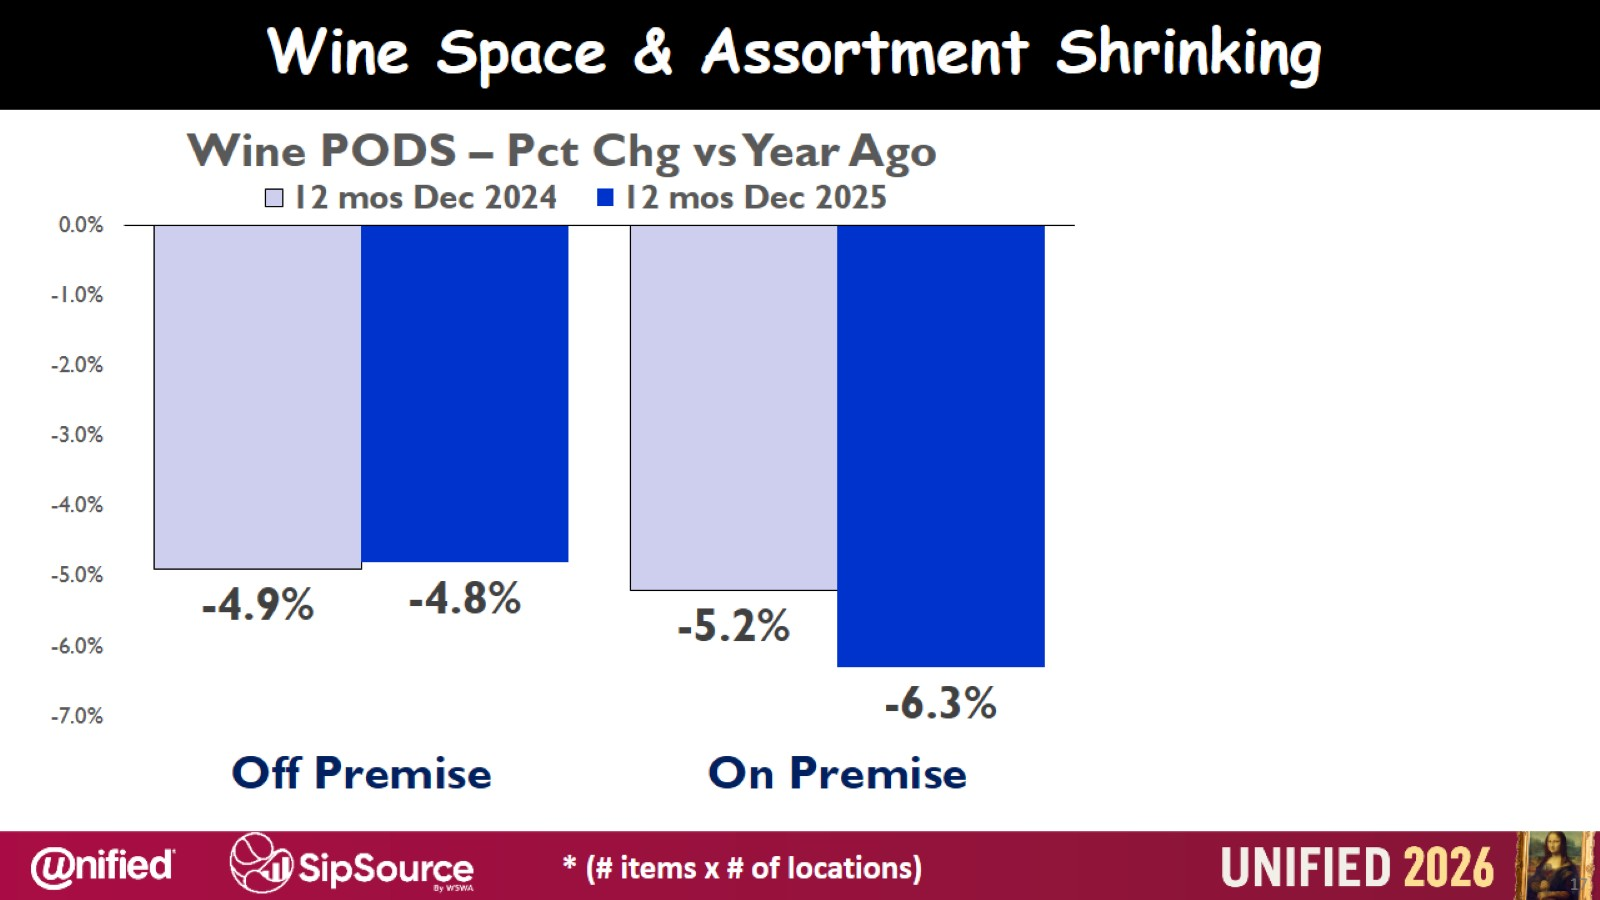 Wine Space & Assortment Shrinking
Wine PODS – Pct Chg vs Year Ago
12 mos Dec 2024 12 mos Dec 2025
0.0%
-1.0%
-2.0%
-3.0%
-4.0%
-5.0%
-6.0%
-7.0%
-4.9%
-4.8%
-5.2%
-6.3%
Off Premise
On Premise
@unified
SipSource
By WSWA
* (# items x # of locations)
UNIFIED 2026
17